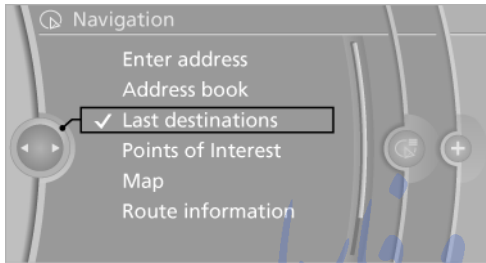 Navigation
Enter address
Address book
Last destinations
Points of Interest
Map
Route information